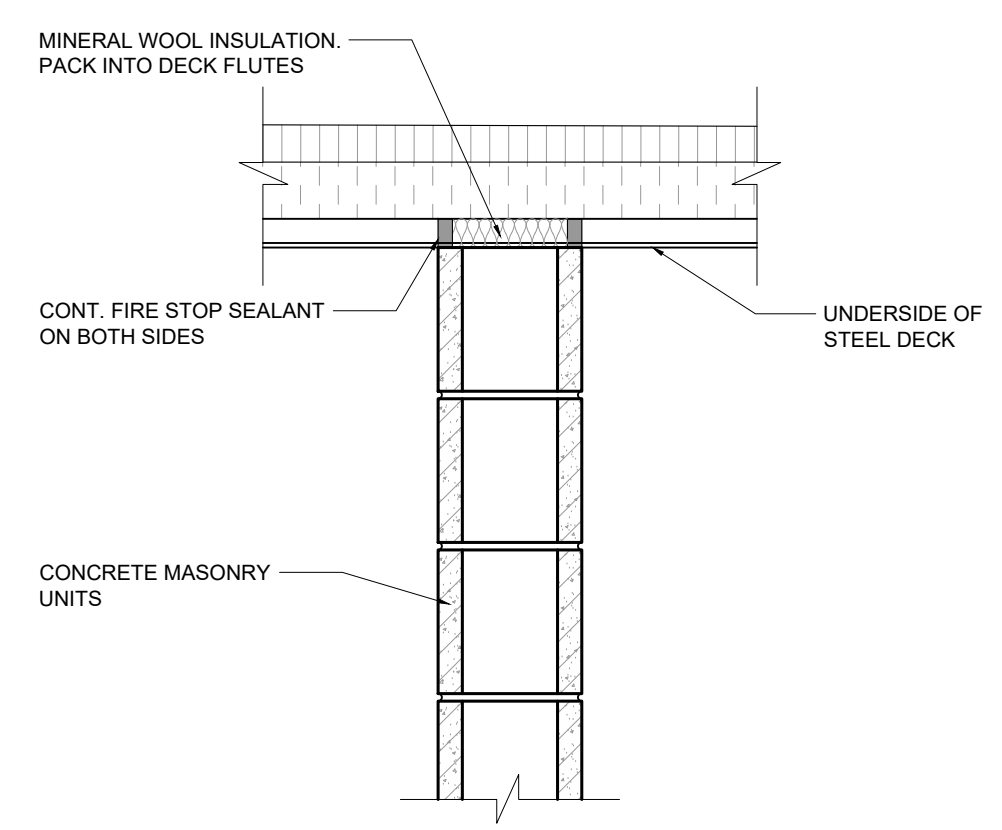 MINERAL WOOL INSULATION.
PACK INTO DECK FLUTES
CONT. FIRE STOP SEALANT
ON BOTH SIDES
UNDERSIDE OF
STEEL DECK
CONCRETE MASONRY
UNITS